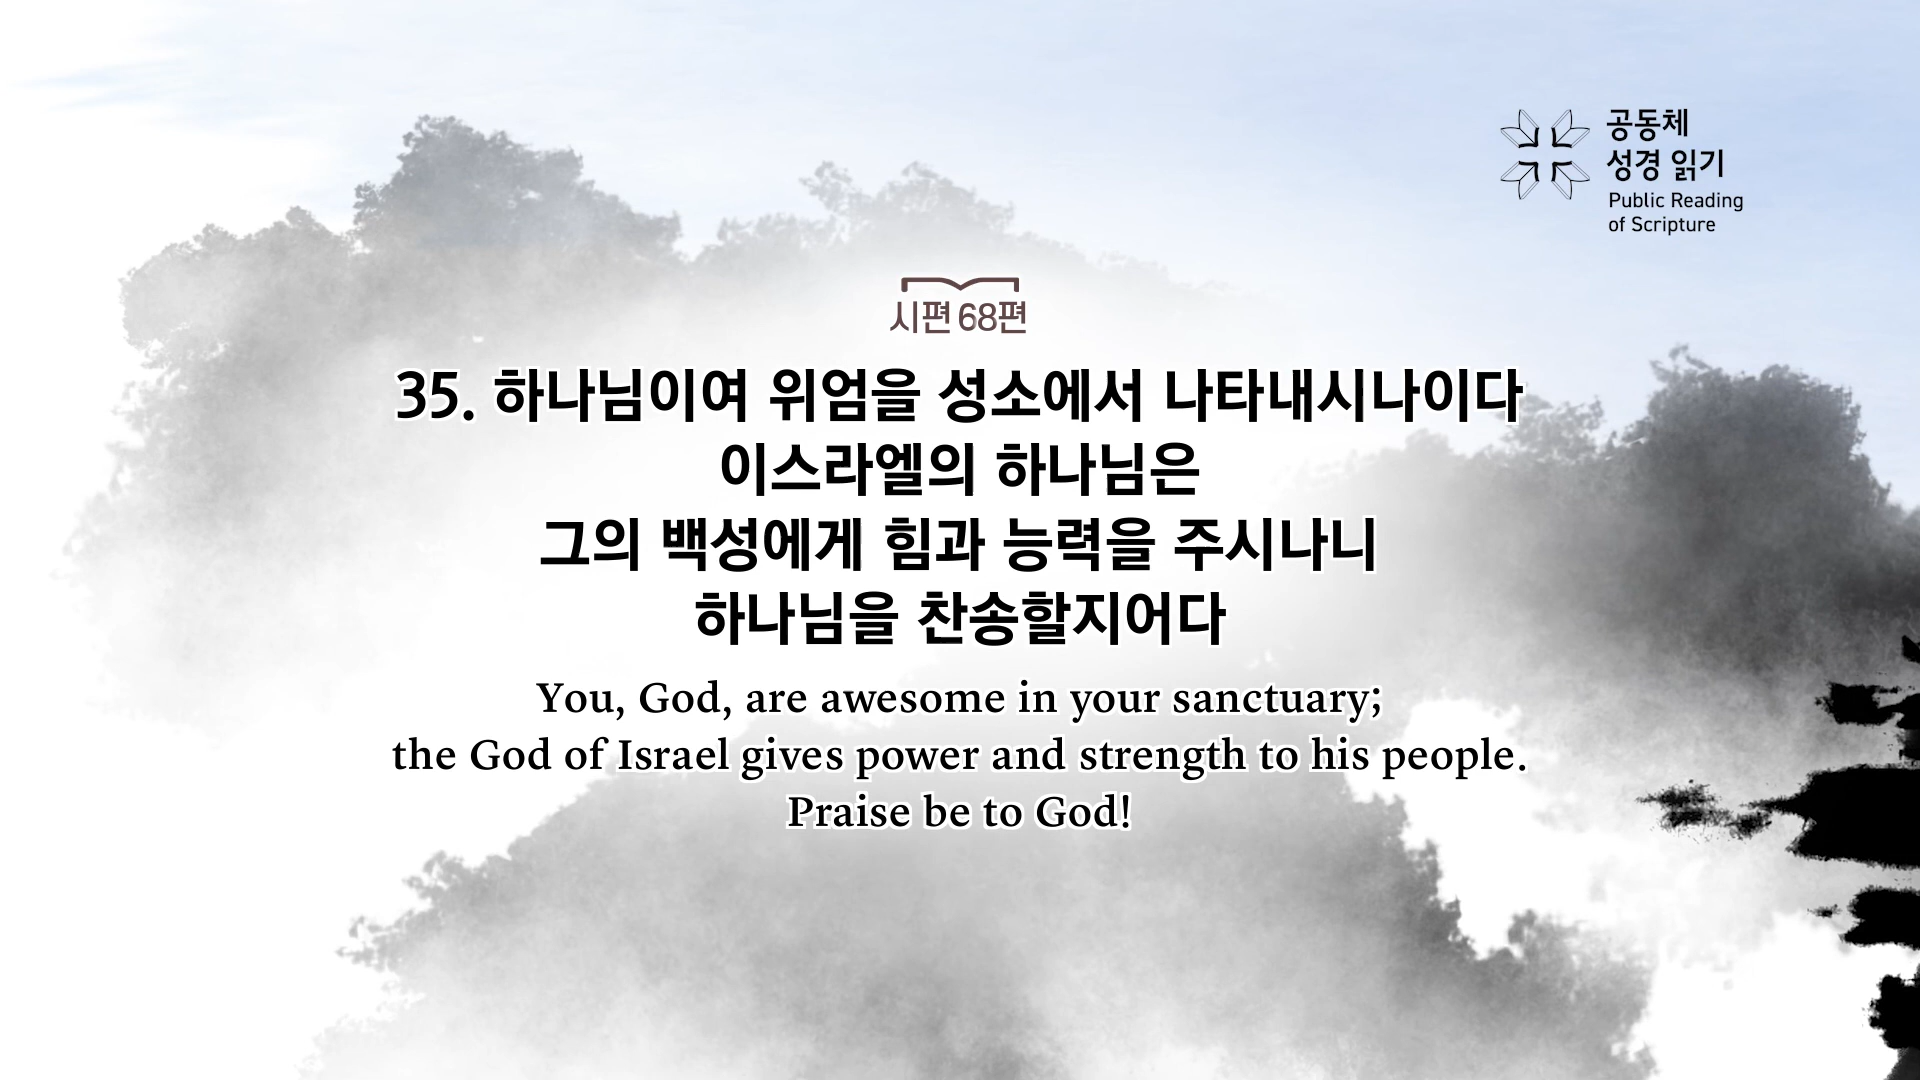 공동체
성경 읽기
Public Reading
of Scripture
시편 68편
35. 하나님이여 위엄을 성소에서 나타내시나이다
이스라엘의 하나님은
그의 백성에게 힘과 능력을 주시나니
하나님을 찬송할지어다
You, God, are awesome in your sanctuary;
the God of Israel gives power and strength to his people.
Praise be to God!